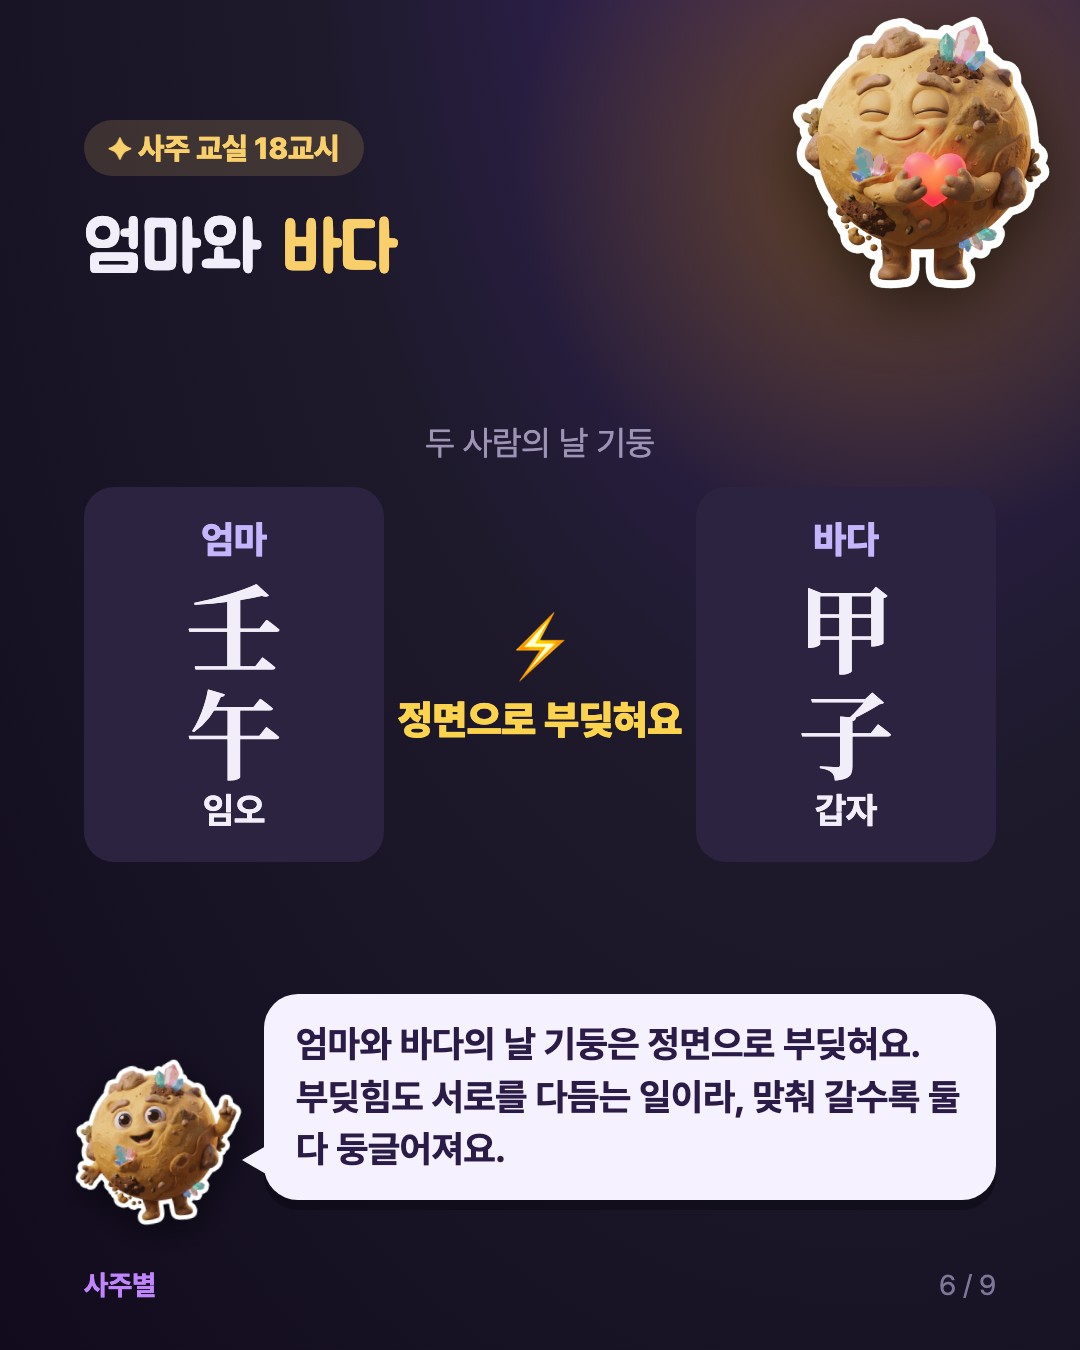 ✦ 사주 교실 18교시
엄마와 바다
두 사람의 날 기둥
엄마
壬
午
임오
정면으로 부딪혀요
바다
甲
子
갑자
엄마와 바다의 날 기둥은 정면으로 부딪혀요.
부딪힘도 서로를 다듬는 일이라, 맞춰 갈수록 둘
다 둥글어져요.
사주별
6 / 9